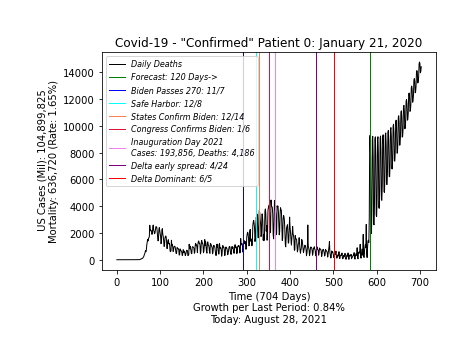 Covid-19 - "Confirmed" Patient 0: January 21, 2020
Daily Deaths
Forecast: 120 Days->
Biden Passes 270: 11/7
Safe Harbor: 12/8
States Confirm Biden: 12/14
Congress Confirms Biden: 1/6
Inauguration Day 2021
Cases: 193,856, Deaths: 4,186
Delta early spread: 4/24
Delta Dominant: 6/5
US Cases (Mil): 104,899,825
Mortality: 636,720 (Rate: 1.65%)
14000
12000
10000
8000
6000
4000
2000
0
0 100 200 300 400 500 600 700
Time (704 Days)
Growth per Last Period: 0.84%
Today: August 28, 2021